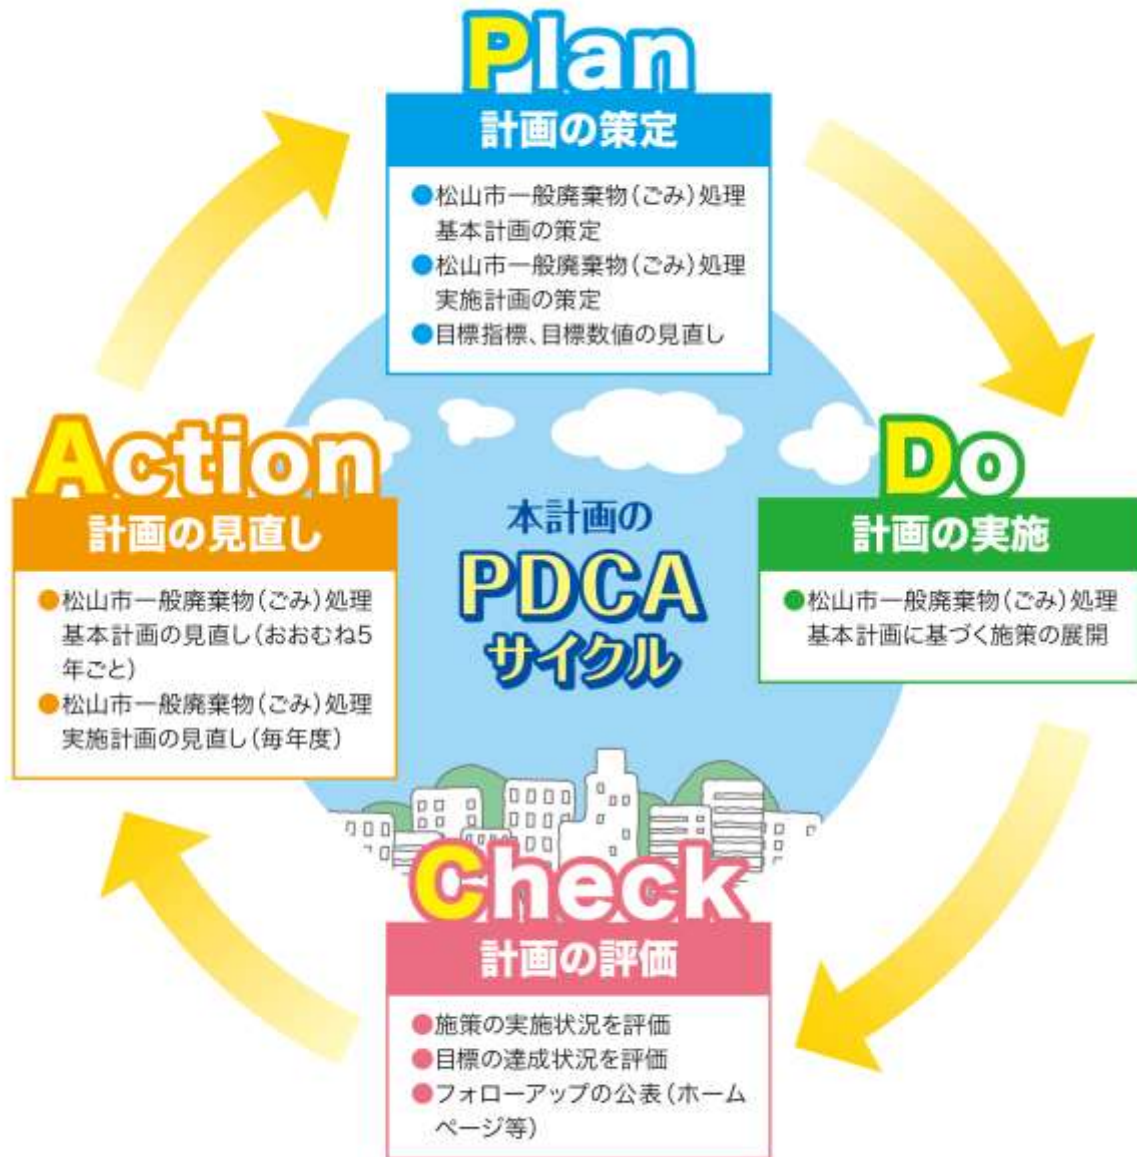 Plan
計画の策定
●松山市一般廃棄物(ごみ)処理
基本計画の策定
●松山市一般廃棄物(ごみ)処理
実施計画の策定
●目標指標、目標数値の見直し
Do
計画の実施
●松山市一般廃棄物(ごみ)処理
基本計画に基づく施策の展開
Check
計画の評価
●施策の実施状況を評価
●目標の達成状況を評価
●フォローアップの公表(ホーム
ページ等)
Action
計画の見直し
●松山市一般廃棄物(ごみ)処理
基本計画の見直し(おおむね5
年ごと)
●松山市一般廃棄物(ごみ)処理
実施計画の見直し(毎年度)
本計画の
PDCA
サイクル